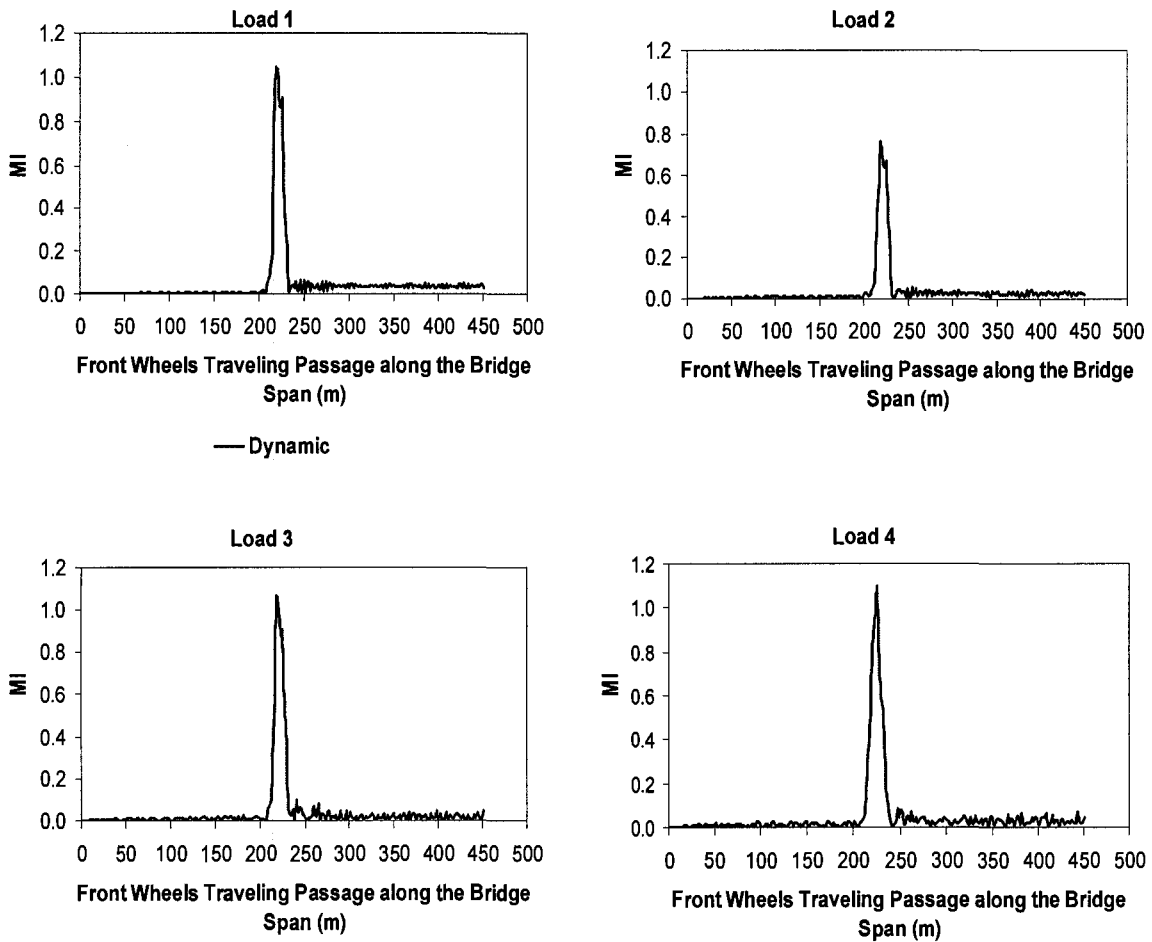 Load 1
1.2
1.0
0.8
0.6
0.4
0.2
0.0
MI
0 50 100 150 200 250 300 350 400 450 500
Front Wheels Traveling Passage along the Bridge
Span (m)
Dynamic
Load 2
1.2
1.0
0.8
0.6
0.4
0.2
0.0
MI
0 50 100 150 200 250 300 350 400 450 500
Front Wheels Traveling Passage along the Bridge
Span (m)
Load 3
1.2
1.0
0.8
0.6
0.4
0.2
0.0
MI
0 50 100 150 200 250 300 350 400 450 500
Front Wheels Traveling Passage along the Bridge
Span (m)
Load 4
1.2
1.0
0.8
0.6
0.4
0.2
0.0
MI
0 50 100 150 200 250 300 350 400 450 500
Front Wheels Traveling Passage along the Bridge
Span (m)